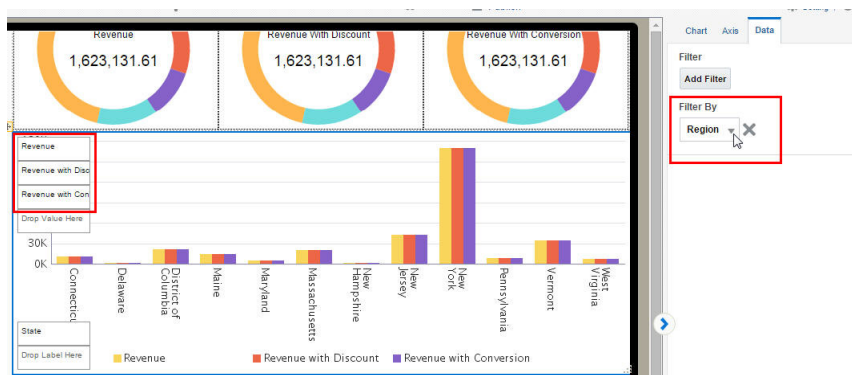 Revenue
Revenue With Discount
Revenue With Conversion
1,623,131.61
1,623,131.61
1,623,131.61
Revenue
Revenue with Disc
Revenue with Con
Drop Value Here
30K
0K
Connecticu
Delaware
District of
Columbia
Maine
Maryland
Massachusetts
New
Hampshire
New
Jersey
New
York
Pennsylvania
Vermont
West
Virginia
State
Drop Label Here
Revenue
Revenue with Discount
Revenue with Conversion
Chart Axis Data
Filter
Add Filter
Filter By
Region